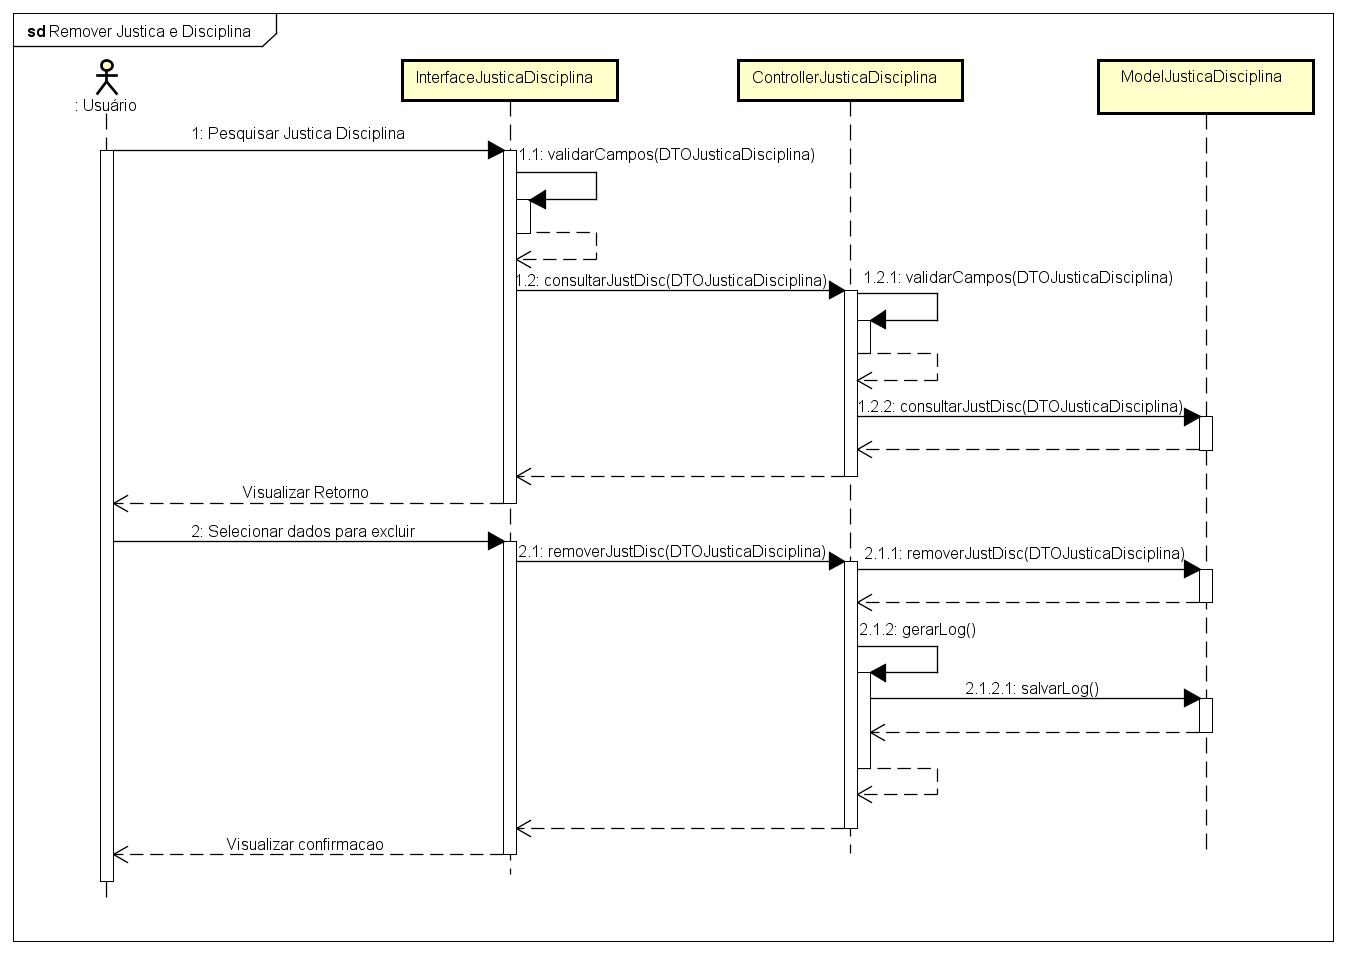 sd Remover Justica e Disciplina
: Usuário
InterfaceJusticaDisciplina
ControllerJusticaDisciplina
ModelJusticaDisciplina
1: Pesquisar Justica Disciplina
1.1: validarCampos(DTOJusticaDisciplina)
1.2: consultarJustDisc(DTOJusticaDisciplina)
1.2.1: validarCampos(DTOJusticaDisciplina)
1.2.2: consultarJustDisc(DTOJusticaDisciplina)
Visualizar Retorno
2: Selecionar dados para excluir
2.1: removerJustDisc(DTOJusticaDisciplina)
2.1.1: removerJustDisc(DTOJusticaDisciplina)
2.1.2: gerarLog()
2.1.2.1: salvarLog()
Visualizar confirmacao